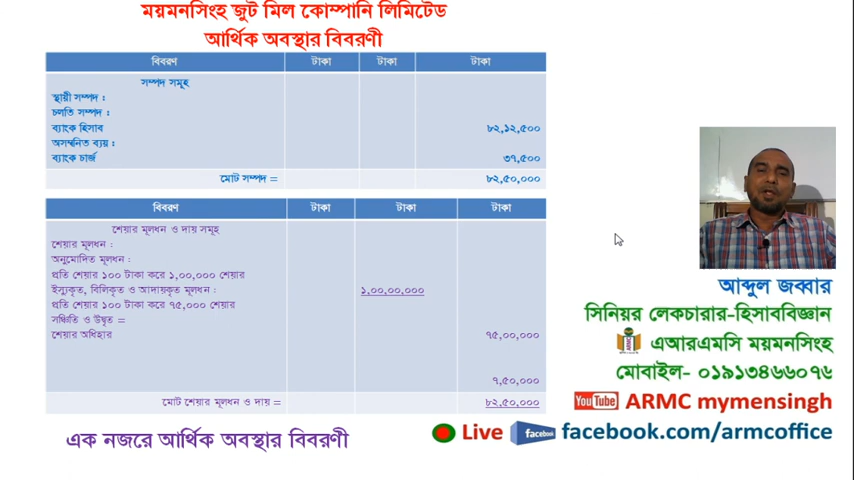 ময়মনসিংহ জুট মিল কোম্পানি লিমিটেড
আর্থিক অবস্থার বিবরণী
বিবরণ টাকা টাকা টাকা
সম্পদ সমূহ
স্থায়ী সম্পদ :
চলতি সম্পদ :
ব্যাংক হিসাব ৮২,১২,৫০০
অসমন্বিত ব্যয় :
ব্যাংক চার্জ ৩৭,৫০০
মোট সম্পদ = ৮২,৫০,০০০
বিবরণ টাকা টাকা টাকা
শেয়ার মূলধন ও দায় সমূহ
শেয়ার মূলধন :
অনুমোদিত মূলধন :
প্রতি শেয়ার ১০০ টাকা করে ১,০০,০০০ শেয়ার
ইস্যুকৃত, বিলিকৃত ও আদায়কৃত মূলধন : ১,০০,০০,০০০
প্রতি শেয়ার ১০০ টাকা করে ৭৫,০০০ শেয়ার
সঞ্চিতি ও উদ্বৃত =
শেয়ার অধিহার ৭৫,০০,০০০
৭,৫০,০০০
মোট শেয়ার মূলধন ও দায় = ৮২,৫০,০০০
এক নজরে আর্থিক অবস্থার বিবরণী
আব্দুল জব্বার
সিনিয়র লেকচারার-হিসাববিজ্ঞান
ARMC এআরএমসি ময়মনসিংহ
মোবাইল- ০১৯১৩৪৬৬০৭৬
YouTube ARMC mymensingh
Live facebook facebook.com/armcoffice